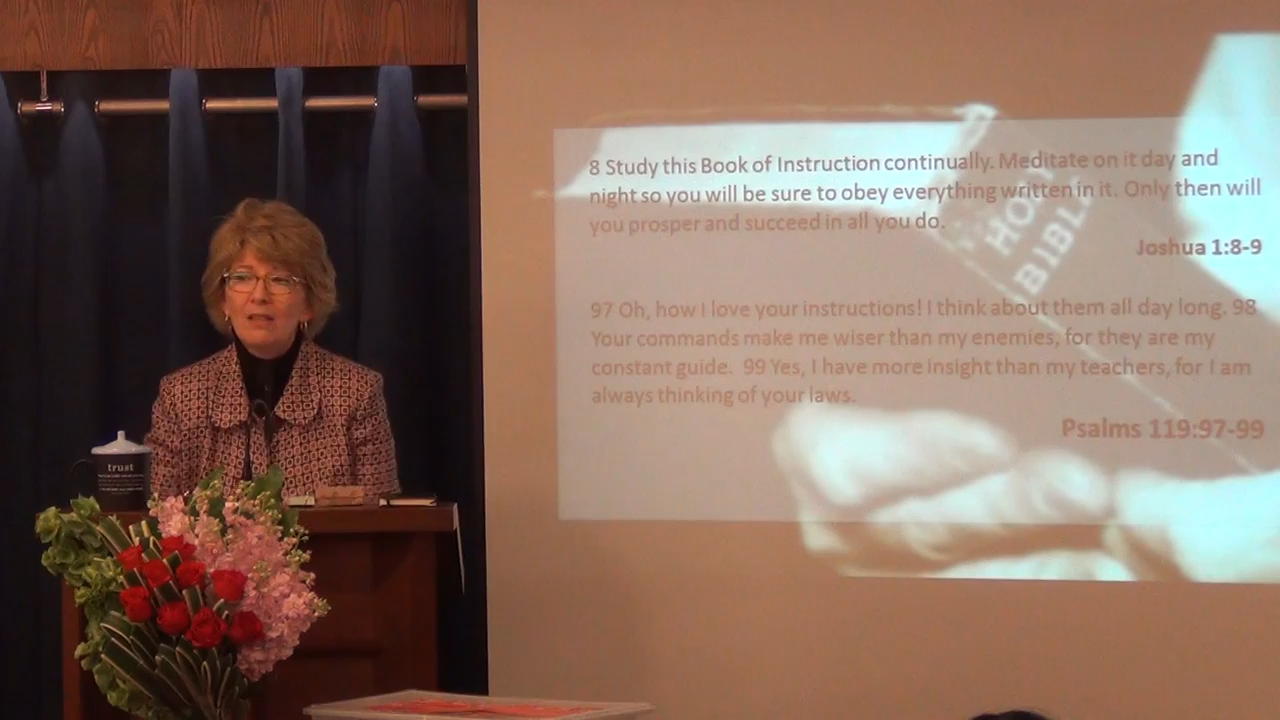 8 Study this Book of Instruction continually. Meditate on it day and
night so you will be sure to obey everything written in it. Only then will
you prosper and succeed in all you do.
Joshua 1:8-9
97 Oh, how I love your instructions! I think about them all day long. 98
Your commands make me wiser than my enemies, for they are my
constant guide.  99 Yes, I have more insight than my teachers, for I am
always thinking of your laws.
Psalms 119:97-99
HOLY
BIBLE
trust